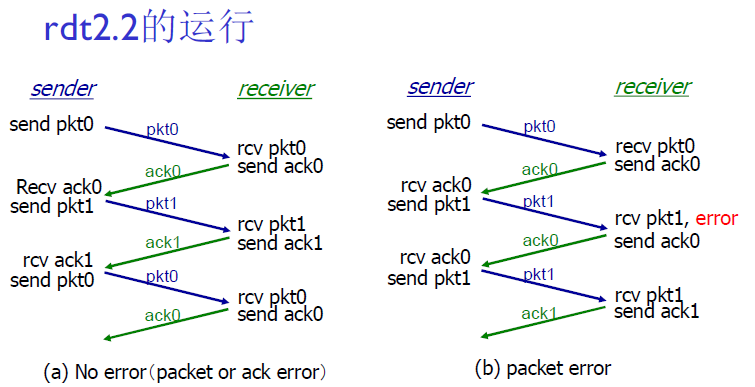 rdt2.2的运行
sender
receiver
send pkt0
pkt0
rcv pkt0
send ack0
ack0
Recv ack0
send pkt1
pkt1
rcv pkt1
send ack1
ack1
rcv ack1
send pkt0
pkt0
rcv pkt0
send ack0
ack0
(a) No error(packet or ack error)
sender
receiver
send pkt0
pkt0
recv pkt0
send ack0
ack0
rcv ack0
send pkt1
pkt1
rcv pkt1, error
send ack0
ack0
rcv ack0
send pkt1
pkt1
rcv pkt1
send ack1
ack1
(b) packet error